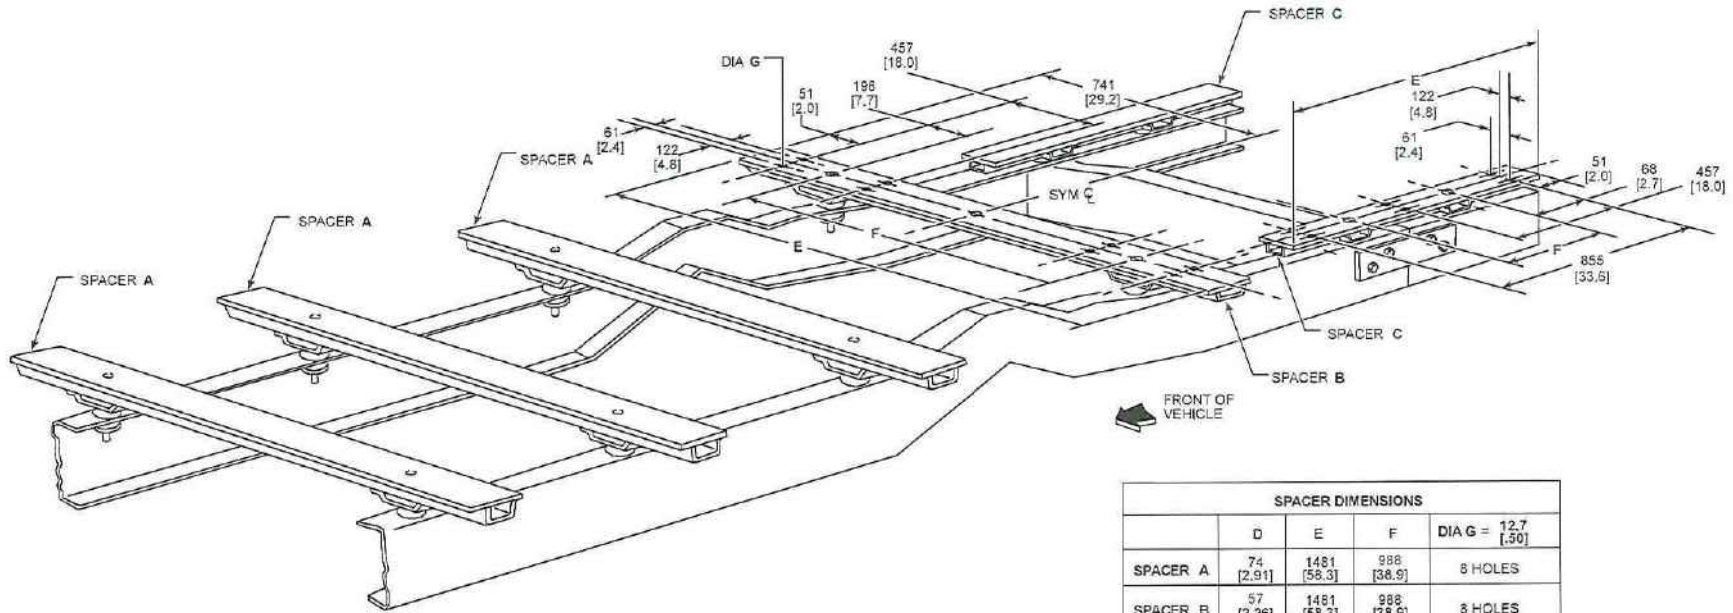 SPACER C
DIA G
457
[18.0]
741
[29.2]
51
[2.0]
196
[7.7]
61
[2.4]
122
[4.8]
E
122
[4.8]
61
[2.4]
SPACER A
SPACER A
SPACER A
SYM CL
E
F
51
[2.0]
68
[2.7]
457
[18.0]
F
855
[33.6]
SPACER C
SPACER B
FRONT OF
VEHICLE
SPACER DIMENSIONS
D E F DIA G = 12.7 [.50]
SPACER A 74 [2.91] 1481 [58.3] 988 [38.9] 8 HOLES
SPACER B 57 1481 988 8 HOLES